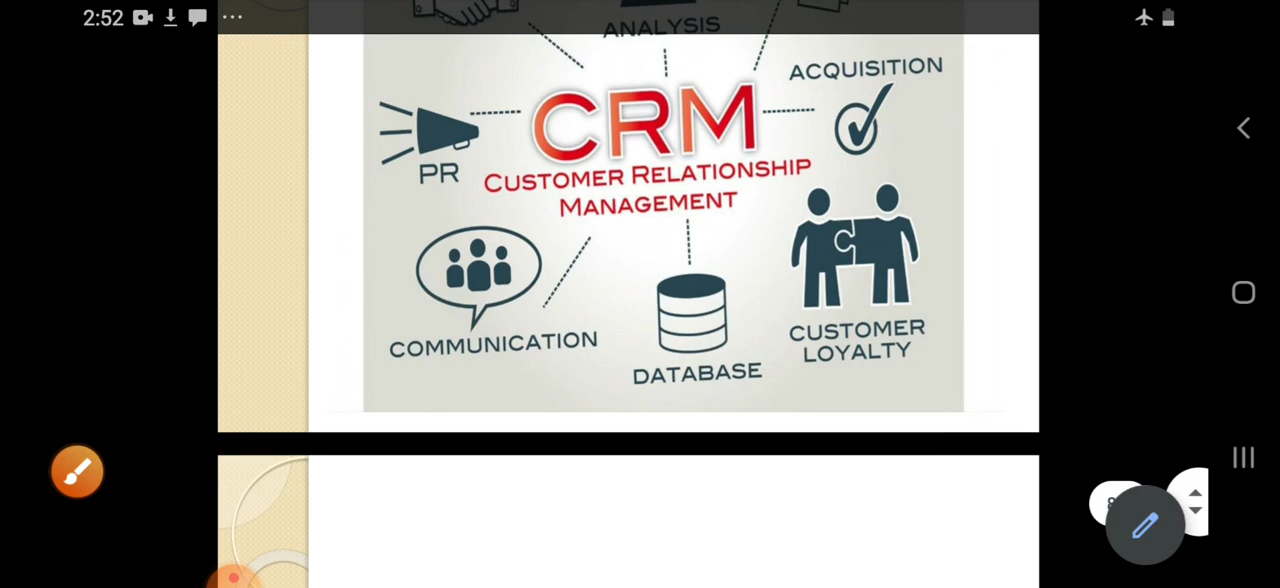 2:52
ANALYSIS
ACQUISITION
CRM
PR
CUSTOMER RELATIONSHIP
MANAGEMENT
COMMUNICATION
DATABASE
CUSTOMER
LOYALTY